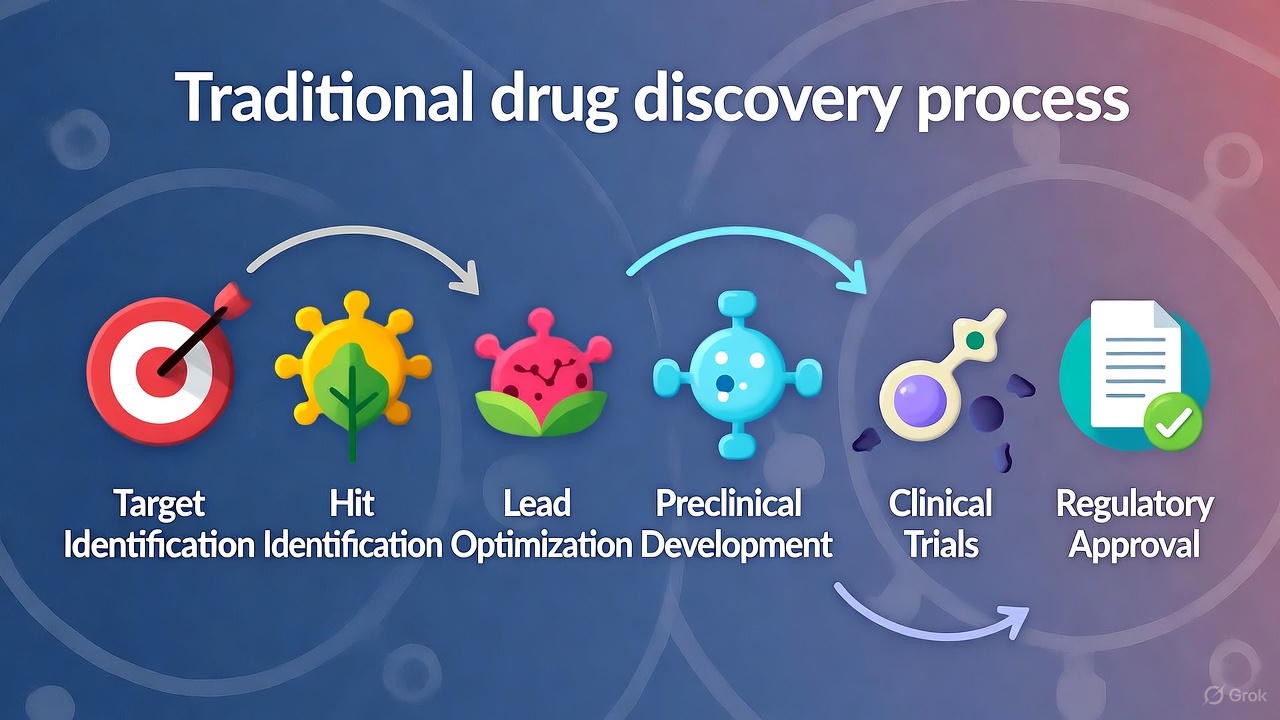 Traditional drug discovery process
Target
Identification
Hit
Identification
Lead
Optimization
Preclinical
Development
Clinical
Trials
Regulatory
Approval
Grok